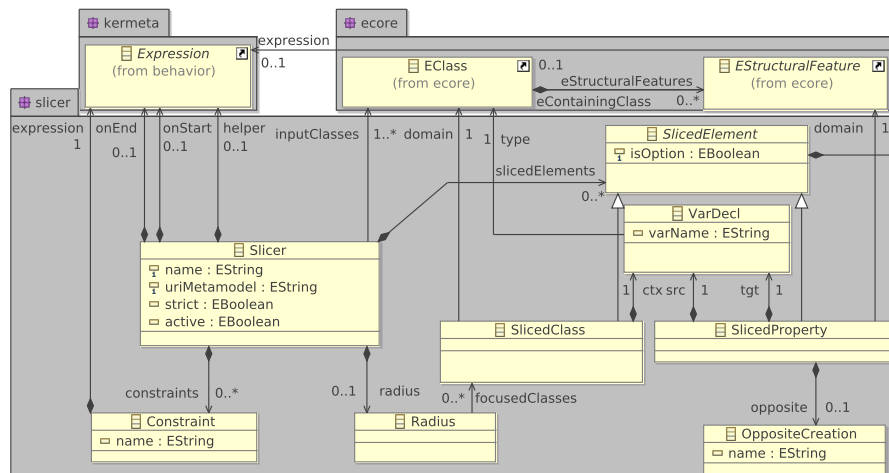 kermeta
ecore
Expression
(from behavior)
expression
0..1
EClass
(from ecore)
0..1
eStructuralFeatures
eContainingClass
0..*
EStructuralFeature
(from ecore)
slicer
expression
1
onEnd
0..1
onStart
0..1
helper
0..1
inputClasses
1..*
domain
1
1
type
SlicedElement
isOption : EBoolean
domain
1
slicedElements
0..*
VarDecl
varName : EString
Slicer
name : EString
uriMetamodel : EString
strict : EBoolean
active : EBoolean
1
ctx
src
1
tgt
1
SlicedClass
SlicedProperty
constraints
0..*
0..1
radius
0..*
focusedClasses
opposite
0..1
Constraint
name : EString
Radius
OppositeCreation
name : EString